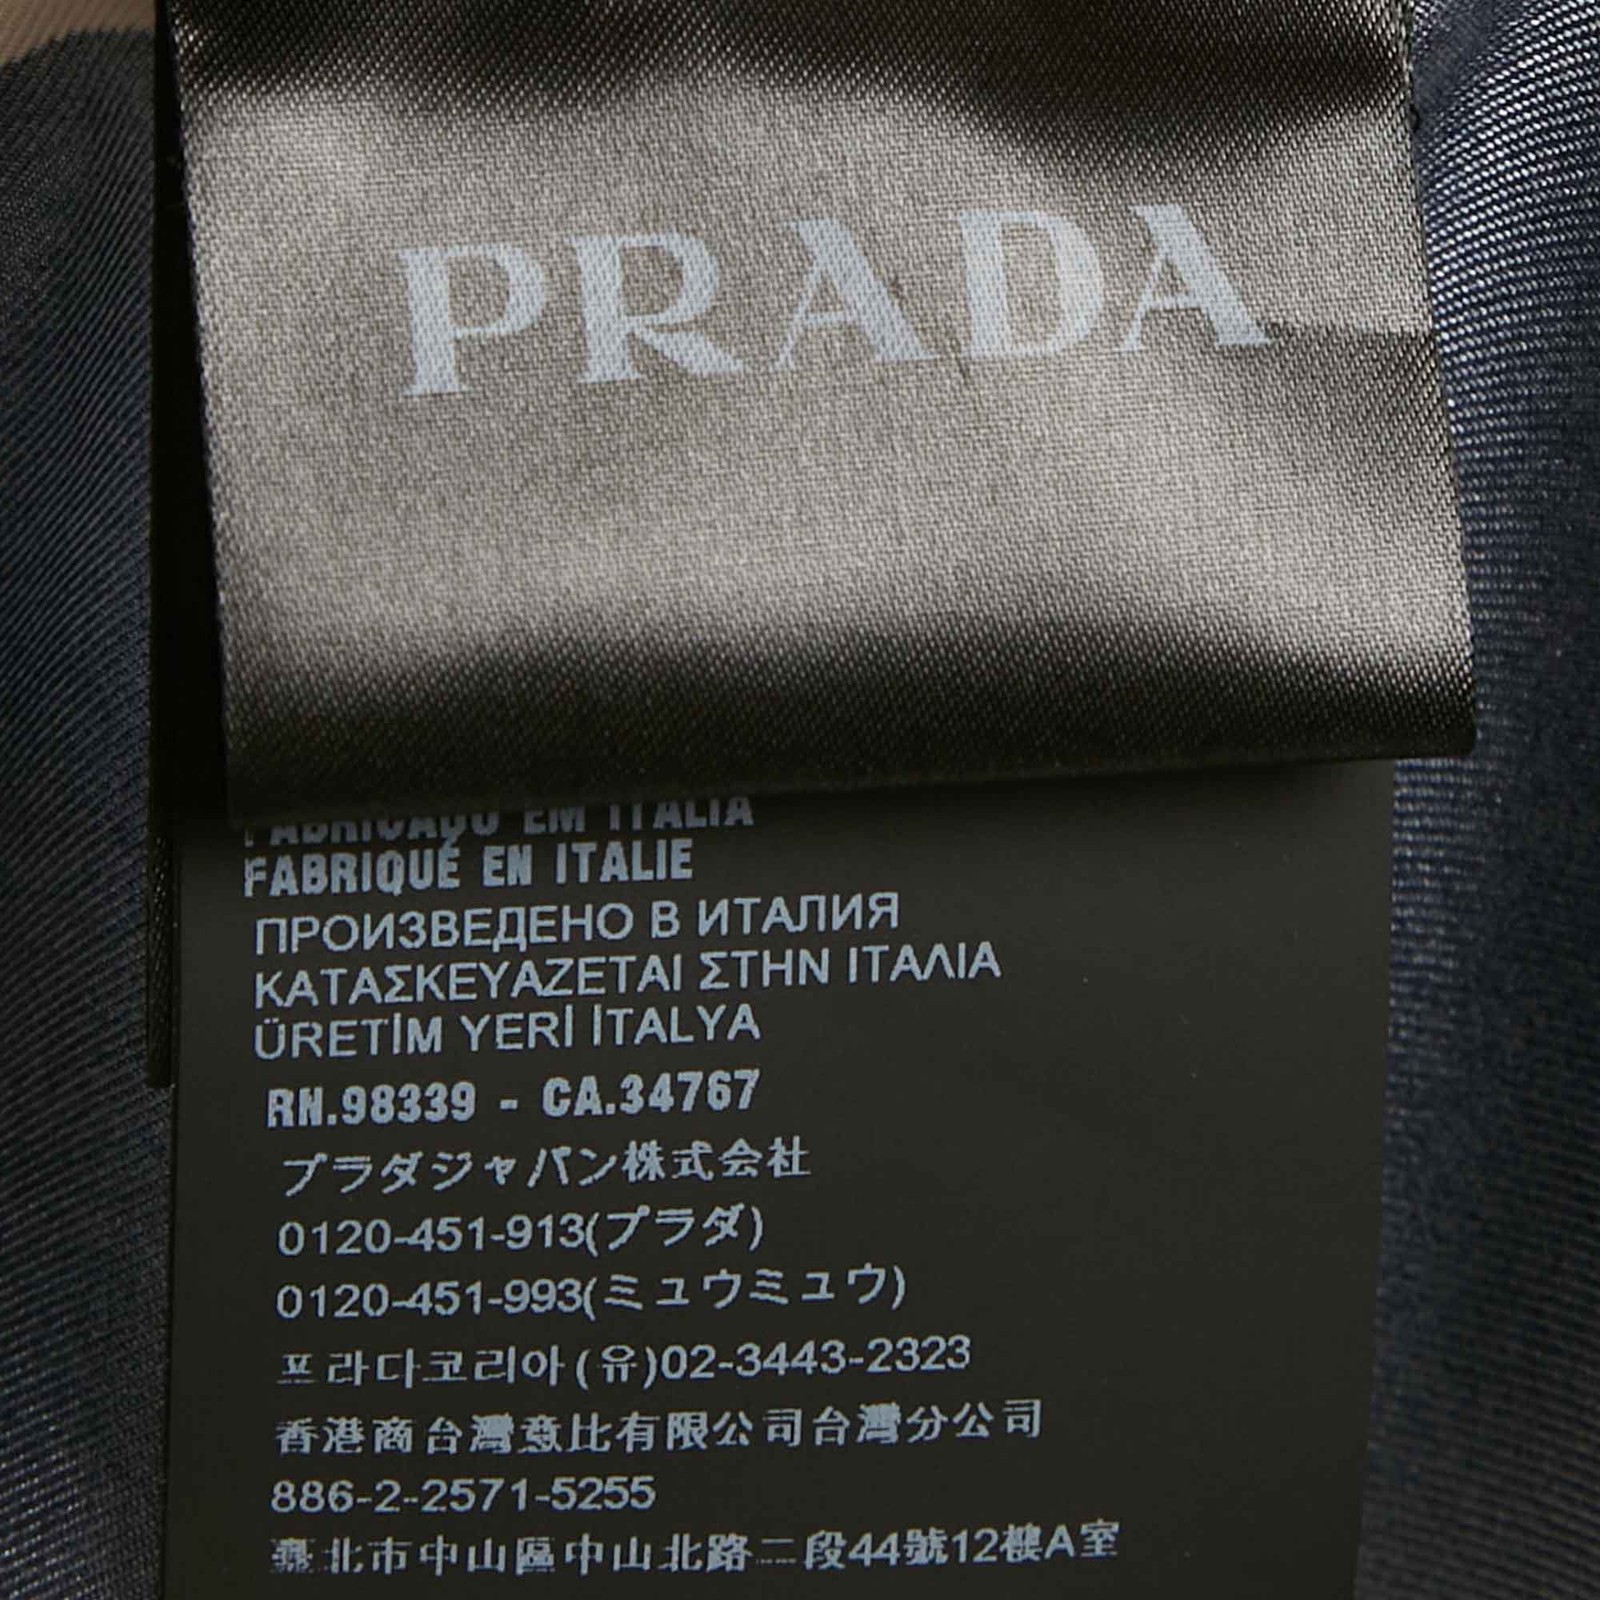 PRADA
FABRICADO EM ITALIA
FABRIQUÉ EN ITALIE
ПРОИЗВЕДЕНО В ИТАЛИЯ
ΚΑΤΑΣΚΕΥΑΖΕΤΑΙ ΣΤΗΝ ΙΤΑΛΙΑ
ÜRETİM YERİ İTALYA
RN.98339 - CA.34767
プラダジャパン株式会社
0120-451-913(プラダ)
0120-451-993(ミュウミュウ)
프라다코리아(유)02-3443-2323
香港商台灣意比有限公司台灣分公司
886-2-2571-5255
臺北市中山區中山北路二段44號12樓A室